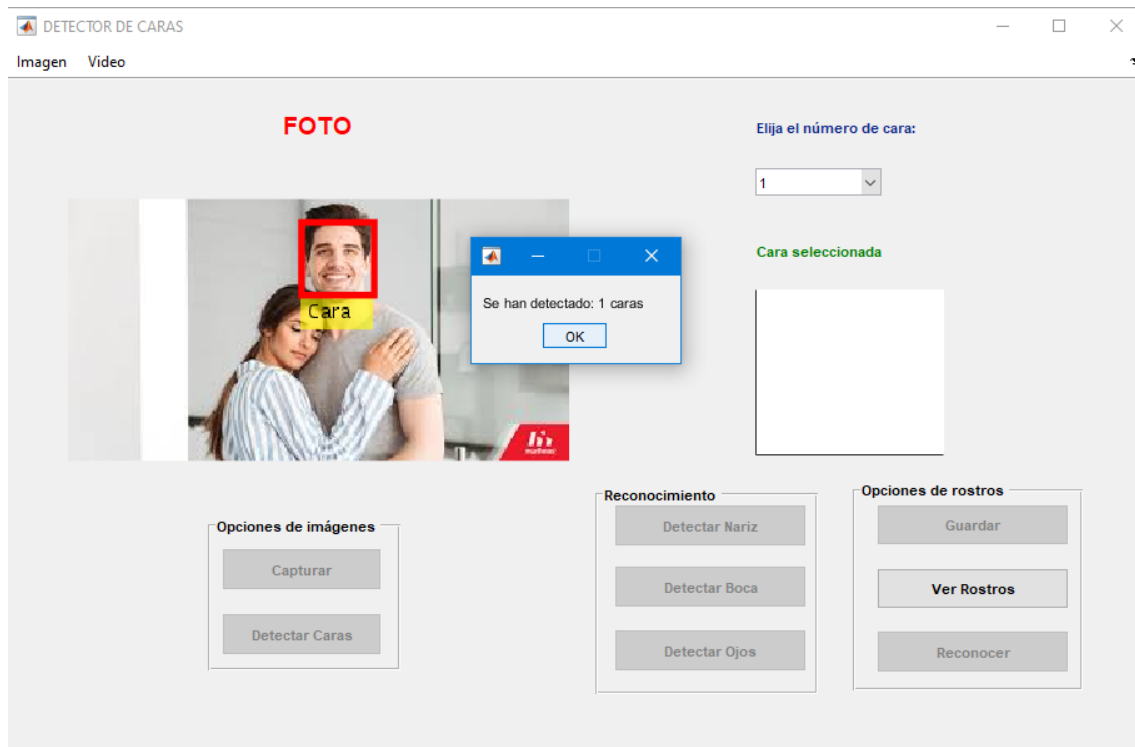 DETECTOR DE CARAS
Imagen Video
FOTO
Elija el número de cara:
1
Cara seleccionada
Cara
Se han detectado: 1 caras
OK
Opciones de imágenes
Capturar
Detectar Caras
Reconocimiento
Detectar Nariz
Detectar Boca
Detectar Ojos
Opciones de rostros
Guardar
Ver Rostros
Reconocer